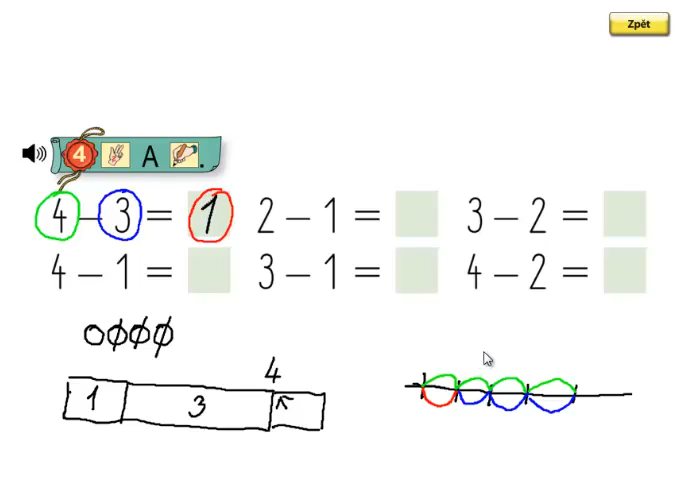 Zpět
4 A .
4 – 3 = 1 2 – 1 = 3 – 2 =
4 – 1 = 3 – 1 = 4 – 2 =
4
1 3